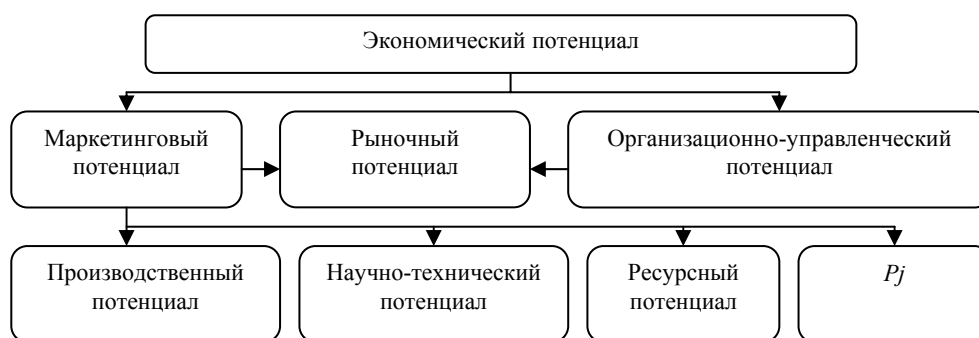 Экономический потенциал
Маркетинговый
потенциал
Рыночный
потенциал
Организационно-управленческий
потенциал
Производственный
потенциал
Научно-технический
потенциал
Ресурсный
потенциал
Pj